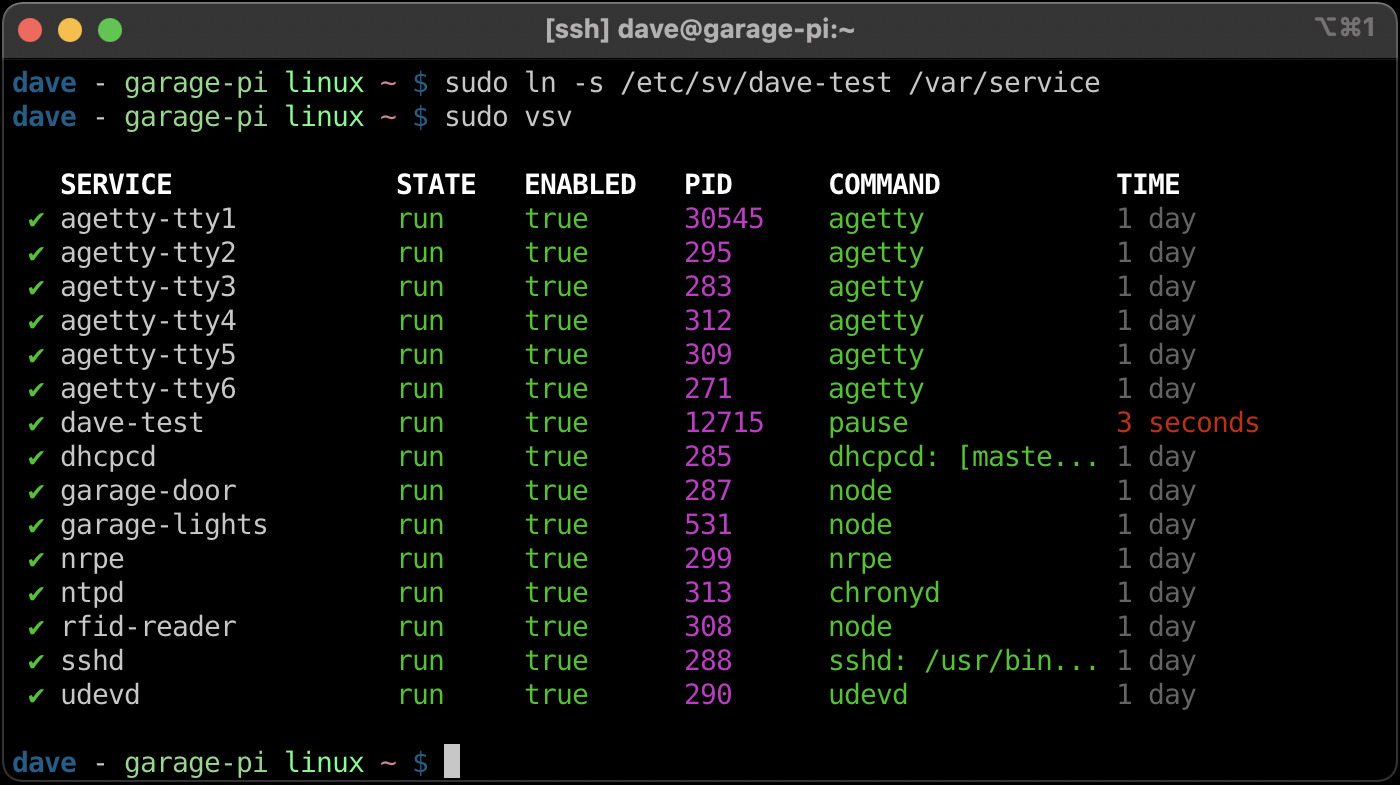 [ssh] dave@garage-pi:~ ⌥⌘1
dave - garage-pi linux ~ $ sudo ln -s /etc/sv/dave-test /var/service
dave - garage-pi linux ~ $ sudo vsv
SERVICE STATE ENABLED PID COMMAND TIME
✔ agetty-tty1 run true 30545 agetty 1 day
✔ agetty-tty2 run true 295 agetty 1 day
✔ agetty-tty3 run true 283 agetty 1 day
✔ agetty-tty4 run true 312 agetty 1 day
✔ agetty-tty5 run true 309 agetty 1 day
✔ agetty-tty6 run true 271 agetty 1 day
✔ dave-test run true 12715 pause 3 seconds
✔ dhcpcd run true 285 dhcpcd: [maste... 1 day
✔ garage-door run true 287 node 1 day
✔ garage-lights run true 531 node 1 day
✔ nrpe run true 299 nrpe 1 day
✔ ntpd run true 313 chronyd 1 day
✔ rfid-reader run true 308 node 1 day
✔ sshd run true 288 sshd: /usr/bin... 1 day
✔ udevd run true 290 udevd 1 day
dave - garage-pi linux ~ $